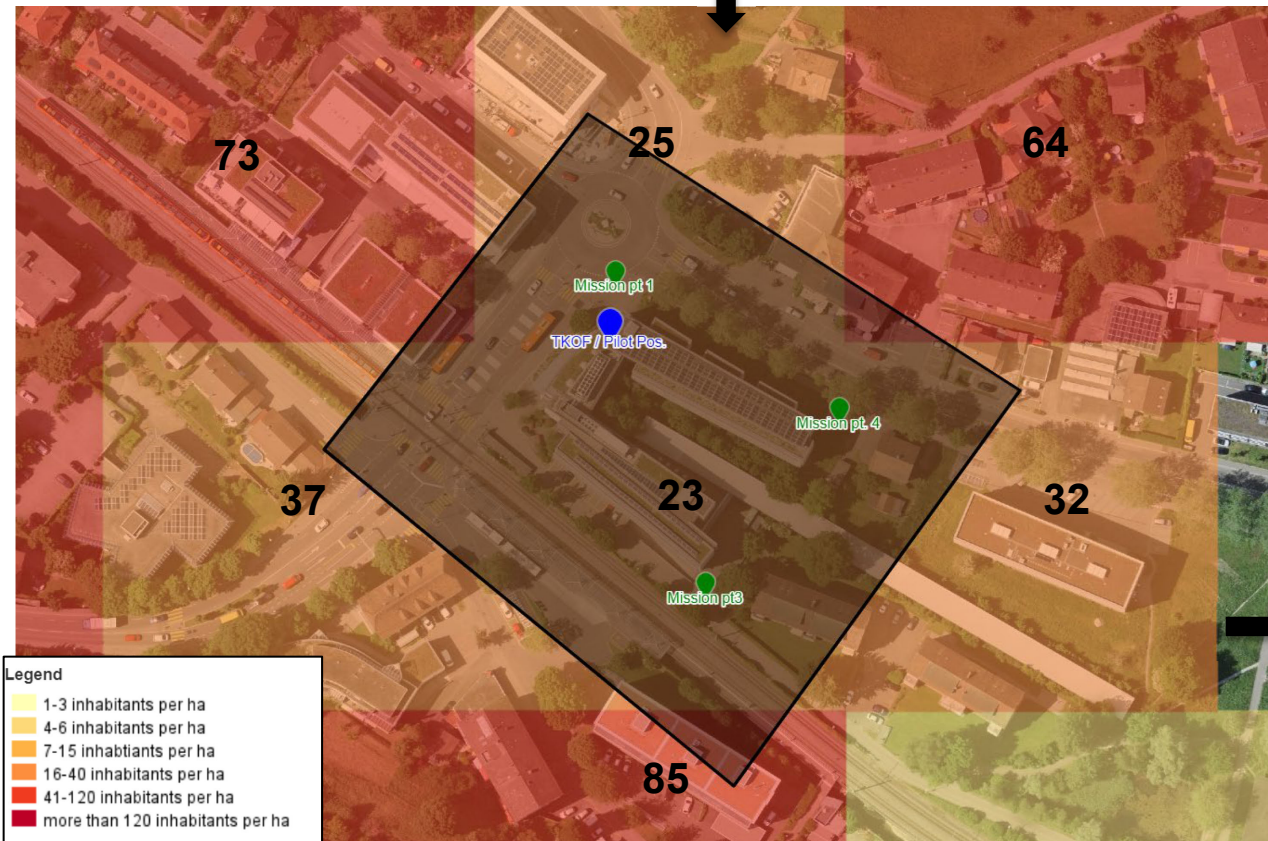 25
64
73
Mission pt 1
TKOF / Pilot Pos.
Mission pt. 4
37
23
32
Mission pt3
85
Legend
1-3 inhabitants per ha
4-6 inhabitants per ha
7-15 inhabtiants per ha
16-40 inhabitants per ha
41-120 inhabitants per ha
more than 120 inhabitants per ha